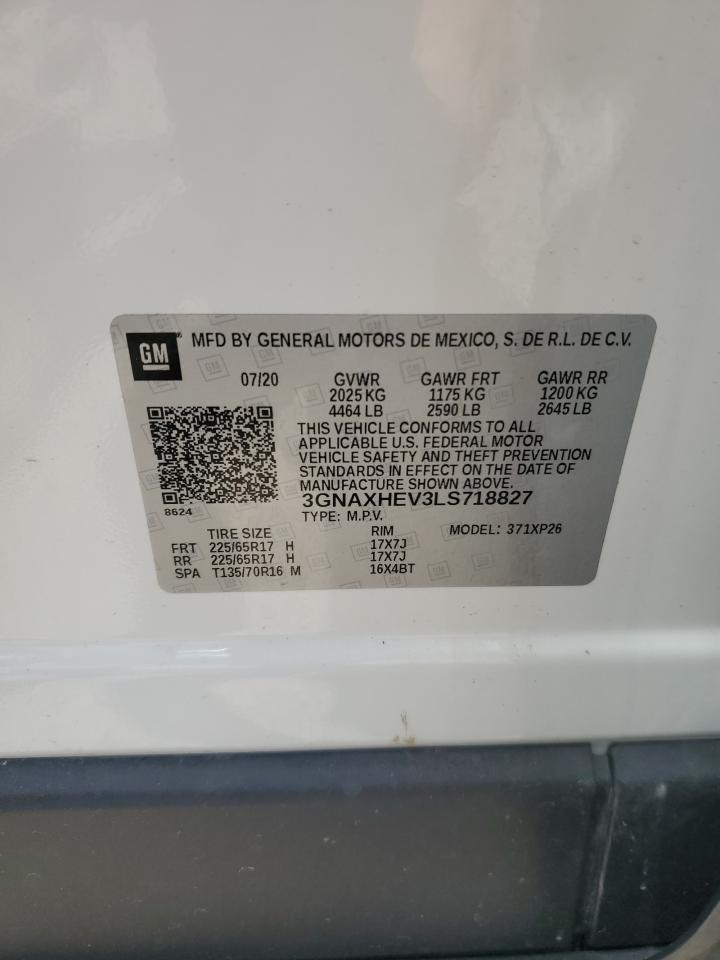 GM MFD BY GENERAL MOTORS DE MEXICO, S. DE R.L. DE C.V.
07/20 GVWR GAWR FRT GAWR RR
2025 KG 1175 KG 1200 KG
4464 LB 2590 LB 2645 LB
THIS VEHICLE CONFORMS TO ALL
APPLICABLE U.S. FEDERAL MOTOR
VEHICLE SAFETY AND THEFT PREVENTION
STANDARDS IN EFFECT ON THE DATE OF
MANUFACTURE SHOWN ABOVE.
8624 3GNAXHEV3LS718827
TYPE: M.P.V.
TIRE SIZE RIM MODEL: 371XP26
FRT 225/65R17 H 17X7J
RR 225/65R17 H 17X7J
SPA T135/70R16 M 16X4BT